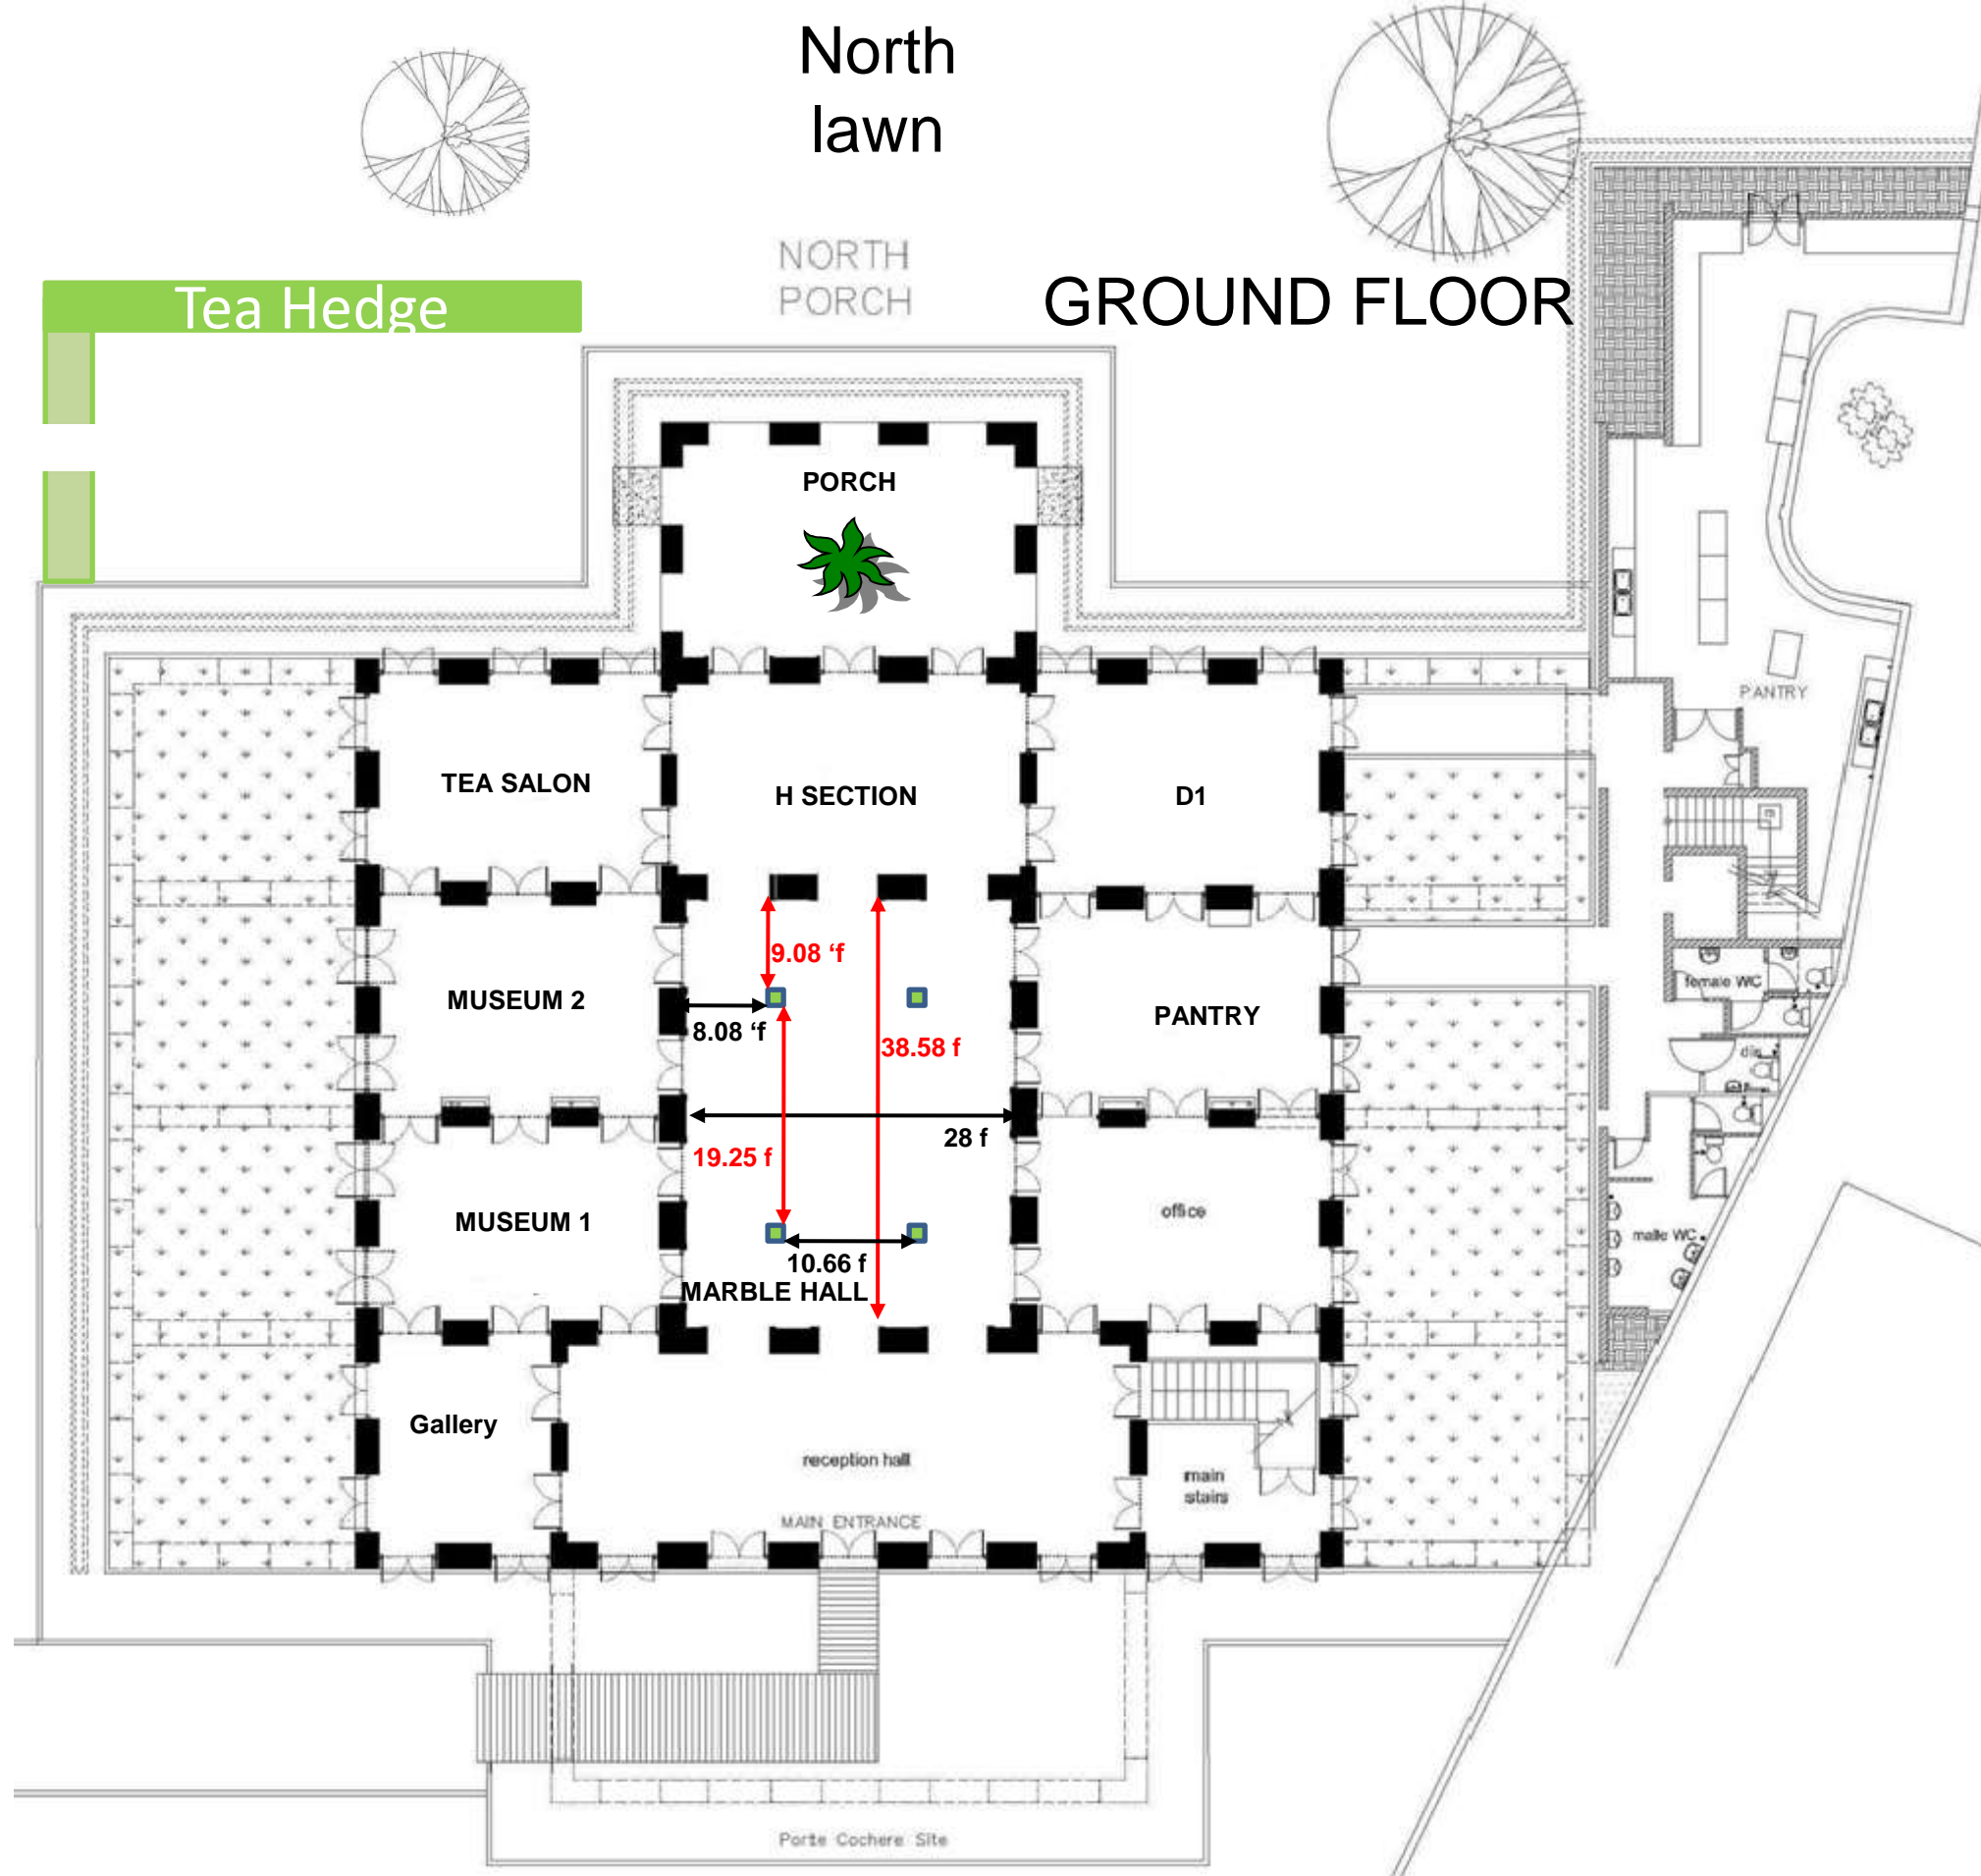 North
lawn
NORTH
PORCH
Tea Hedge
GROUND FLOOR
PORCH
PANTRY
TEA SALON
H SECTION
D1
9.08 ‘f
female WC
MUSEUM 2
PANTRY
8.08 ‘f
38.58 f
dis
28 f
19.25 f
MUSEUM 1
office
malle WC
10.66 f
MARBLE HALL
Gallery
reception hall
main
stairs
MAIN ENTRANCE
Porte Cochere Site